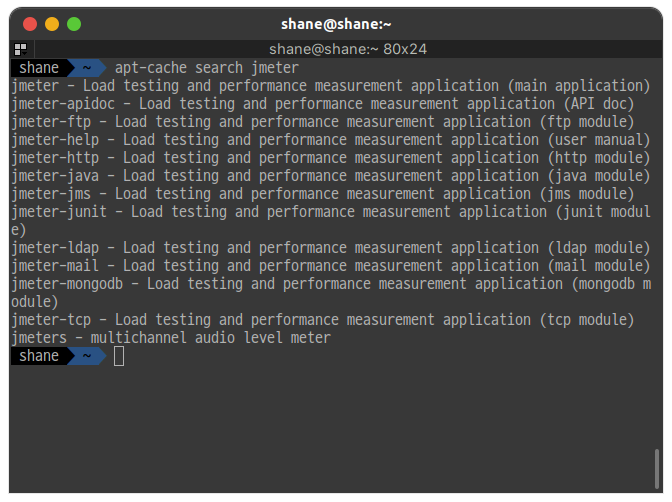 shane@shane:~
shane@shane:~ 80x24
shane ~ apt-cache search jmeter
jmeter - Load testing and performance measurement application (main application)
jmeter-apidoc - Load testing and performance measurement application (API doc)
jmeter-ftp - Load testing and performance measurement application (ftp module)
jmeter-help - Load testing and performance measurement application (user manual)
jmeter-http - Load testing and performance measurement application (http module)
jmeter-java - Load testing and performance measurement application (java module)
jmeter-jms - Load testing and performance measurement application (jms module)
jmeter-junit - Load testing and performance measurement application (junit modul
e)
jmeter-ldap - Load testing and performance measurement application (ldap module)
jmeter-mail - Load testing and performance measurement application (mail module)
jmeter-mongodb - Load testing and performance measurement application (mongodb m
odule)
jmeter-tcp - Load testing and performance measurement application (tcp module)
jmeters - multichannel audio level meter
shane ~